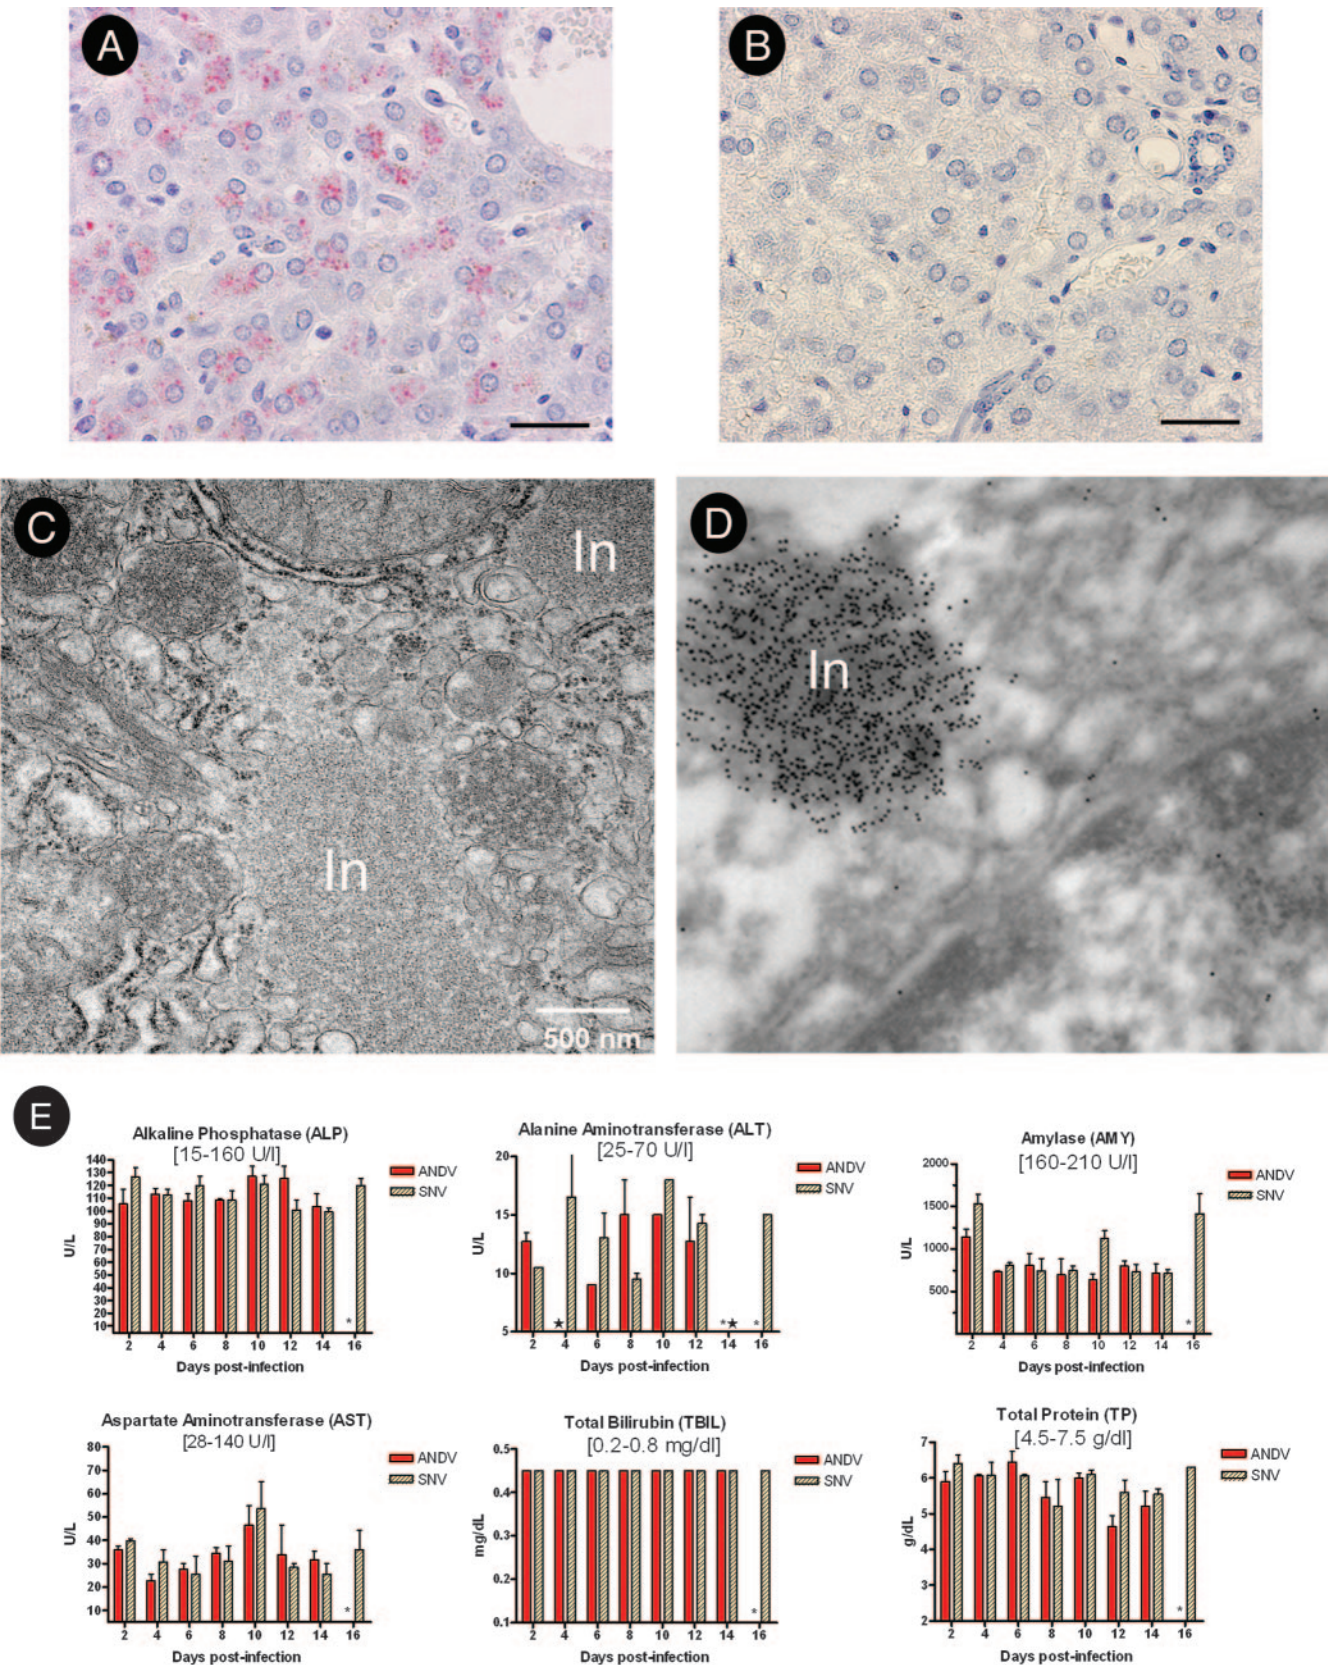 A
B
C
In
In
500 nm
D
In
E
Alkaline Phosphatase (ALP)
[15-160 U/l]
140
130
120
110
100
90
80
70
60
50
40
30
20
10
U/L
2 4 6 8 10 12 14 16
*
Days post-infection
ANDV
SNV
Alanine Aminotransferase (ALT)
[25-70 U/l]
20
15
10
5
U/L
2 4 6 8 10 12 14 16
★ *★ *
Days post-infection
ANDV
SNV
Amylase (AMY)
[160-210 U/l]
2000
1500
1000
500
U/L
2 4 6 8 10 12 14 16
*
Days post-infection
ANDV
SNV
Aspartate Aminotransferase (AST)
[28-140 U/l]
80
70
60
50
40
30
20
10
U/L
2 4 6 8 10 12 14 16
*
Days post-infection
ANDV
SNV
Total Bilirubin (TBIL)
[0.2-0.8 mg/dl]
0.5
0.4
0.3
0.2
0.1
mg/dL
2 4 6 8 10 12 14 16
*
Days post-infection
ANDV
SNV
Total Protein (TP)
[4.5-7.5 g/dl]
7
6
5
4
3
2
g/dL
2 4 6 8 10 12 14 16
*
Days post-infection
ANDV
SNV